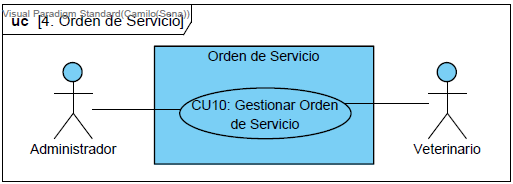 Visual Paradigm Standard(Camilo(Sena))
uc [4. Orden de Servicio]
Orden de Servicio
CU10: Gestionar Orden
de Servicio
Administrador
Veterinario